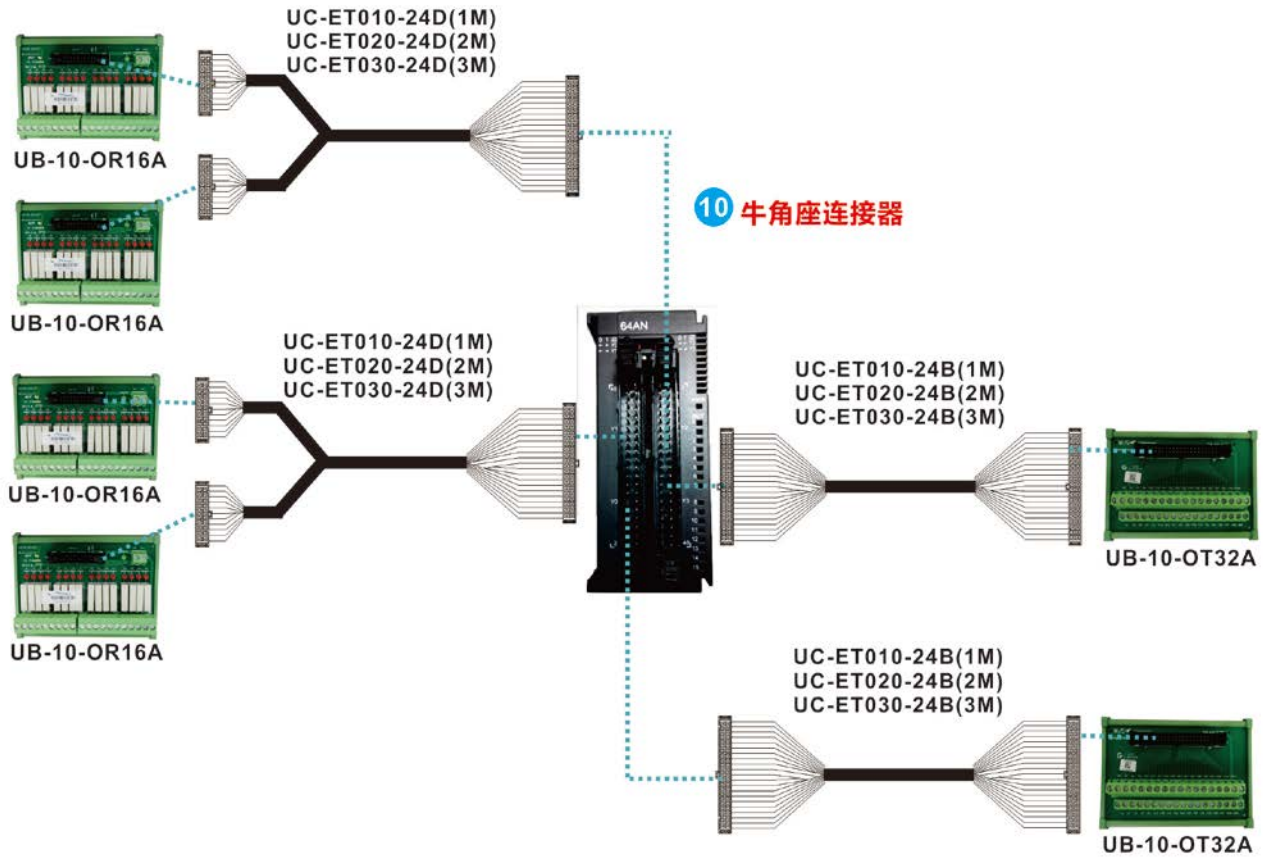 UC-ET010-24D(1M)
UC-ET020-24D(2M)
UC-ET030-24D(3M)
UB-10-OR16A
UB-10-OR16A
10 牛角座连接器
UC-ET010-24D(1M)
UC-ET020-24D(2M)
UC-ET030-24D(3M)
UB-10-OR16A
UB-10-OR16A
64AN
UC-ET010-24B(1M)
UC-ET020-24B(2M)
UC-ET030-24B(3M)
UB-10-OT32A
UC-ET010-24B(1M)
UC-ET020-24B(2M)
UC-ET030-24B(3M)
UB-10-OT32A